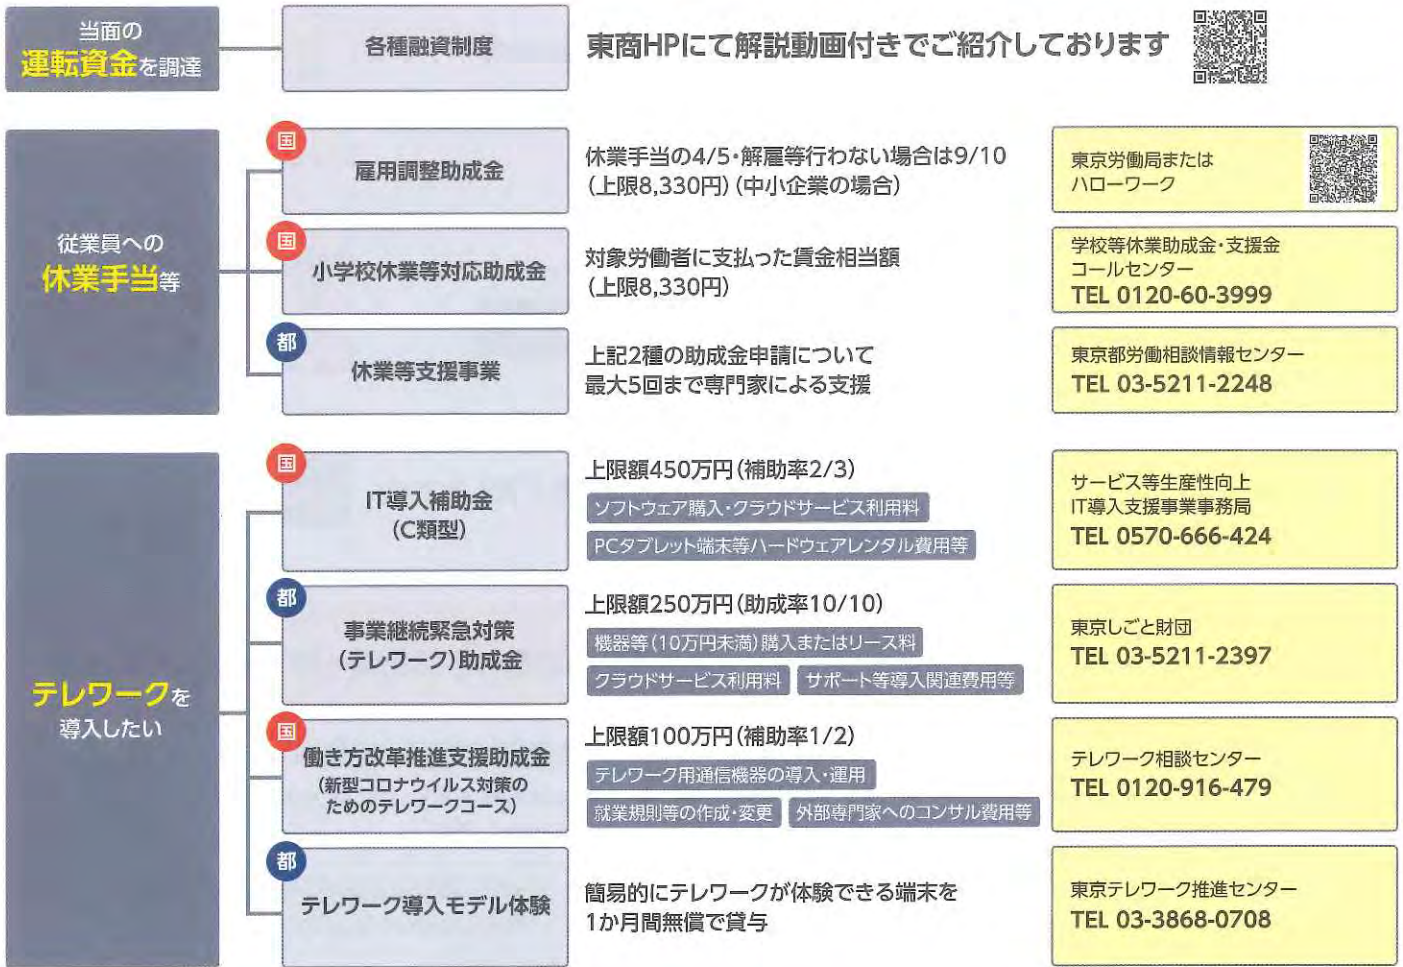 当面の
運転資金を調達
各種融資制度
東商HPにて解説動画付きでご紹介しております
従業員への
休業手当等
国
雇用調整助成金
休業手当の4/5・解雇等行わない場合は9/10
(上限8,330円)(中小企業の場合)
東京労働局または
ハローワーク
国
小学校休業等対応助成金
対象労働者に支払った賃金相当額
(上限8,330円)
学校等休業助成金・支援金
コールセンター
TEL 0120-60-3999
都
休業等支援事業
上記2種の助成金申請について
最大5回まで専門家による支援
東京都労働相談情報センター
TEL 03-5211-2248
テレワークを
導入したい
国
IT導入補助金
(C類型)
上限額450万円(補助率2/3)
ソフトウェア購入・クラウドサービス利用料
PCタブレット端末等ハードウェアレンタル費用等
サービス等生産性向上
IT導入支援事業事務局
TEL 0570-666-424
都
事業継続緊急対策
(テレワーク)助成金
上限額250万円(助成率10/10)
機器等(10万円未満)購入またはリース料
クラウドサービス利用料 サポート等導入関連費用等
東京しごと財団
TEL 03-5211-2397
国
働き方改革推進支援助成金
(新型コロナウイルス対策の
ためのテレワークコース)
上限額100万円(補助率1/2)
テレワーク用通信機器の導入・運用
就業規則等の作成・変更 外部専門家へのコンサル費用等
テレワーク相談センター
TEL 0120-916-479
都
テレワーク導入モデル体験
簡易的にテレワークが体験できる端末を
1か月間無償で貸与
東京テレワーク推進センター
TEL 03-3868-0708